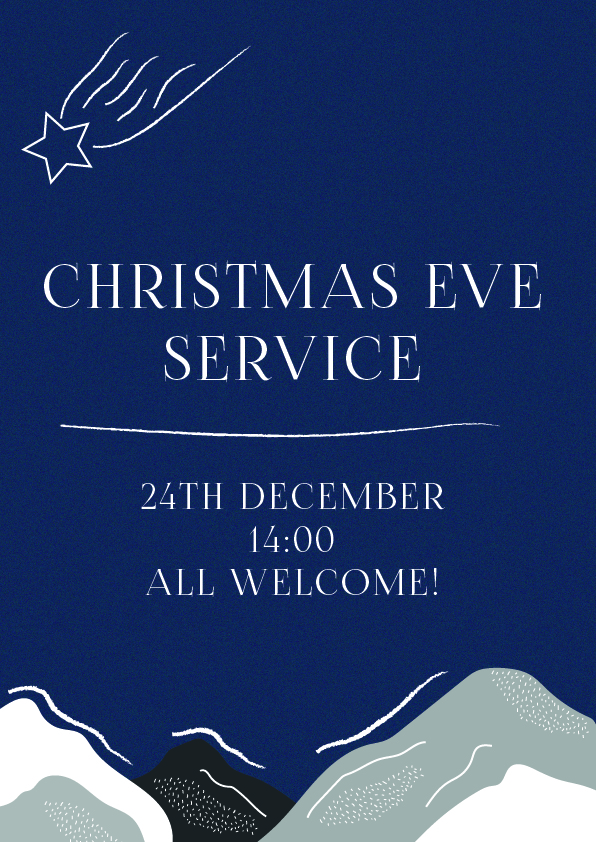 CHRISTMAS EVE
SERVICE
24TH DECEMBER
14:00
ALL WELCOME!